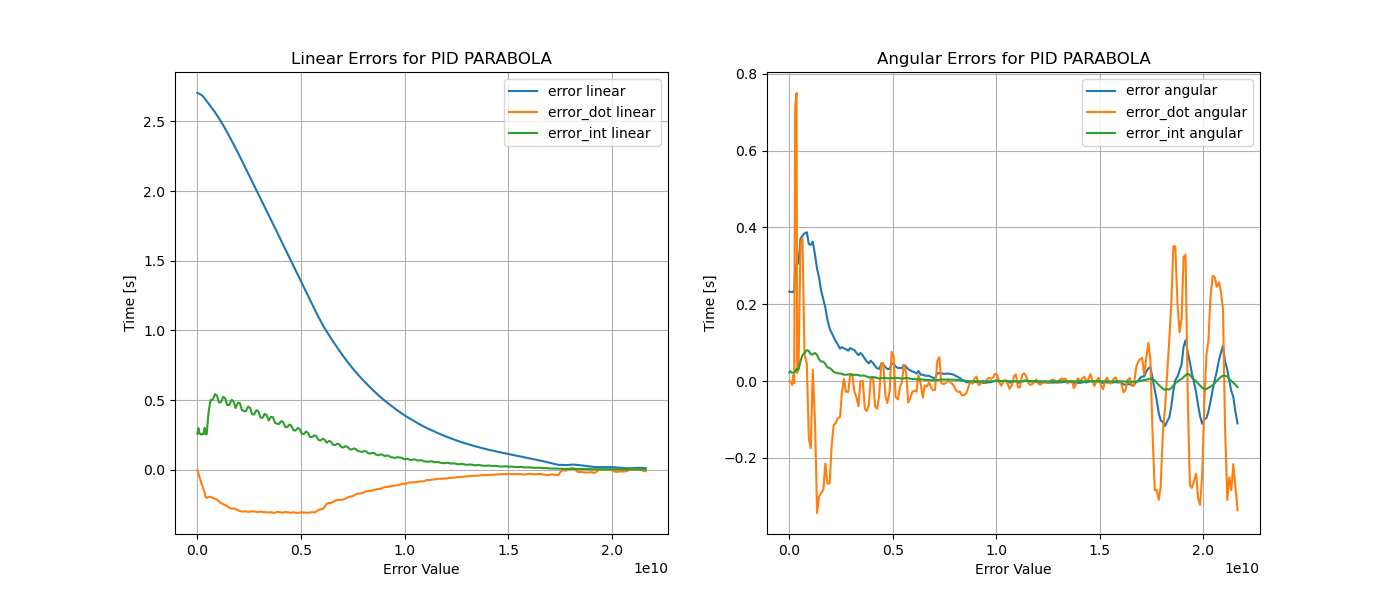 Linear Errors for PID PARABOLA
error linear
error_dot linear
error_int linear
2.5
2.0
1.5
1.0
0.5
0.0
Time [s]
0.0 0.5 1.0 1.5 2.0
1e10
Error Value
Angular Errors for PID PARABOLA
error angular
error_dot angular
error_int angular
0.8
0.6
0.4
0.2
0.0
−0.2
Time [s]
0.0 0.5 1.0 1.5 2.0
1e10
Error Value